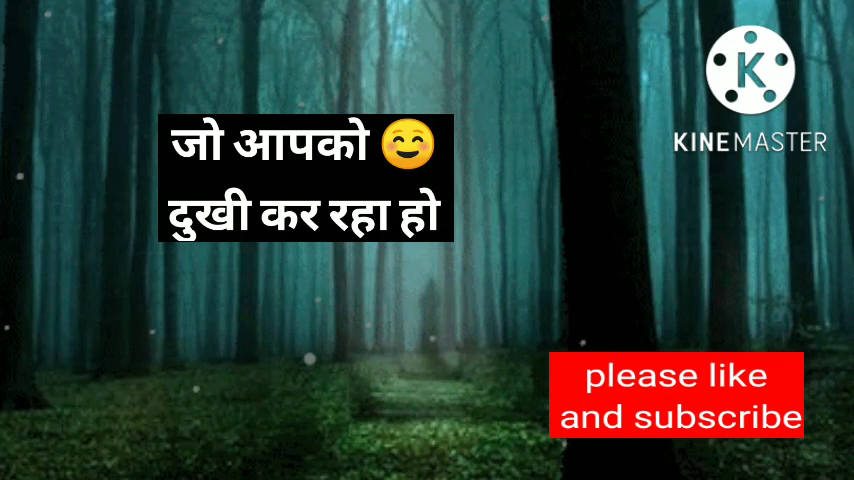 जो आपको 😊
दुखी कर रहा हो
K
KINEMASTER
please like
and subscribe